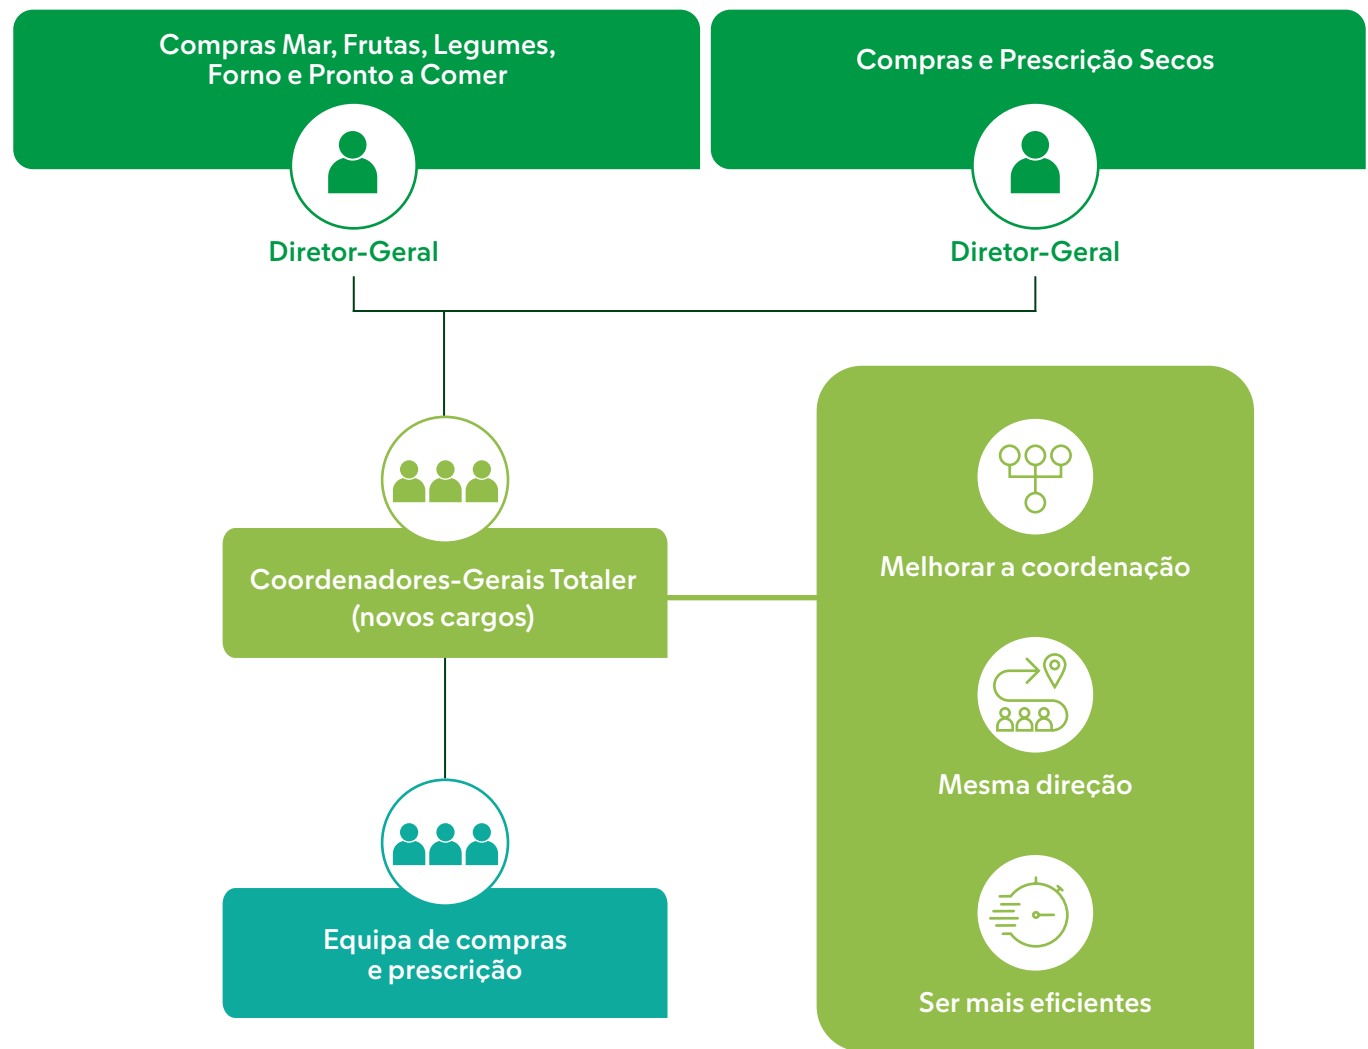 Compras Mar, Frutas, Legumes,
Forno e Pronto a Comer
Compras e Prescrição Secos
Diretor-Geral
Diretor-Geral
Coordenadores-Gerais Totaler
(novos cargos)
Equipa de compras
e prescrição
Melhorar a coordenação
Mesma direção
Ser mais eficientes